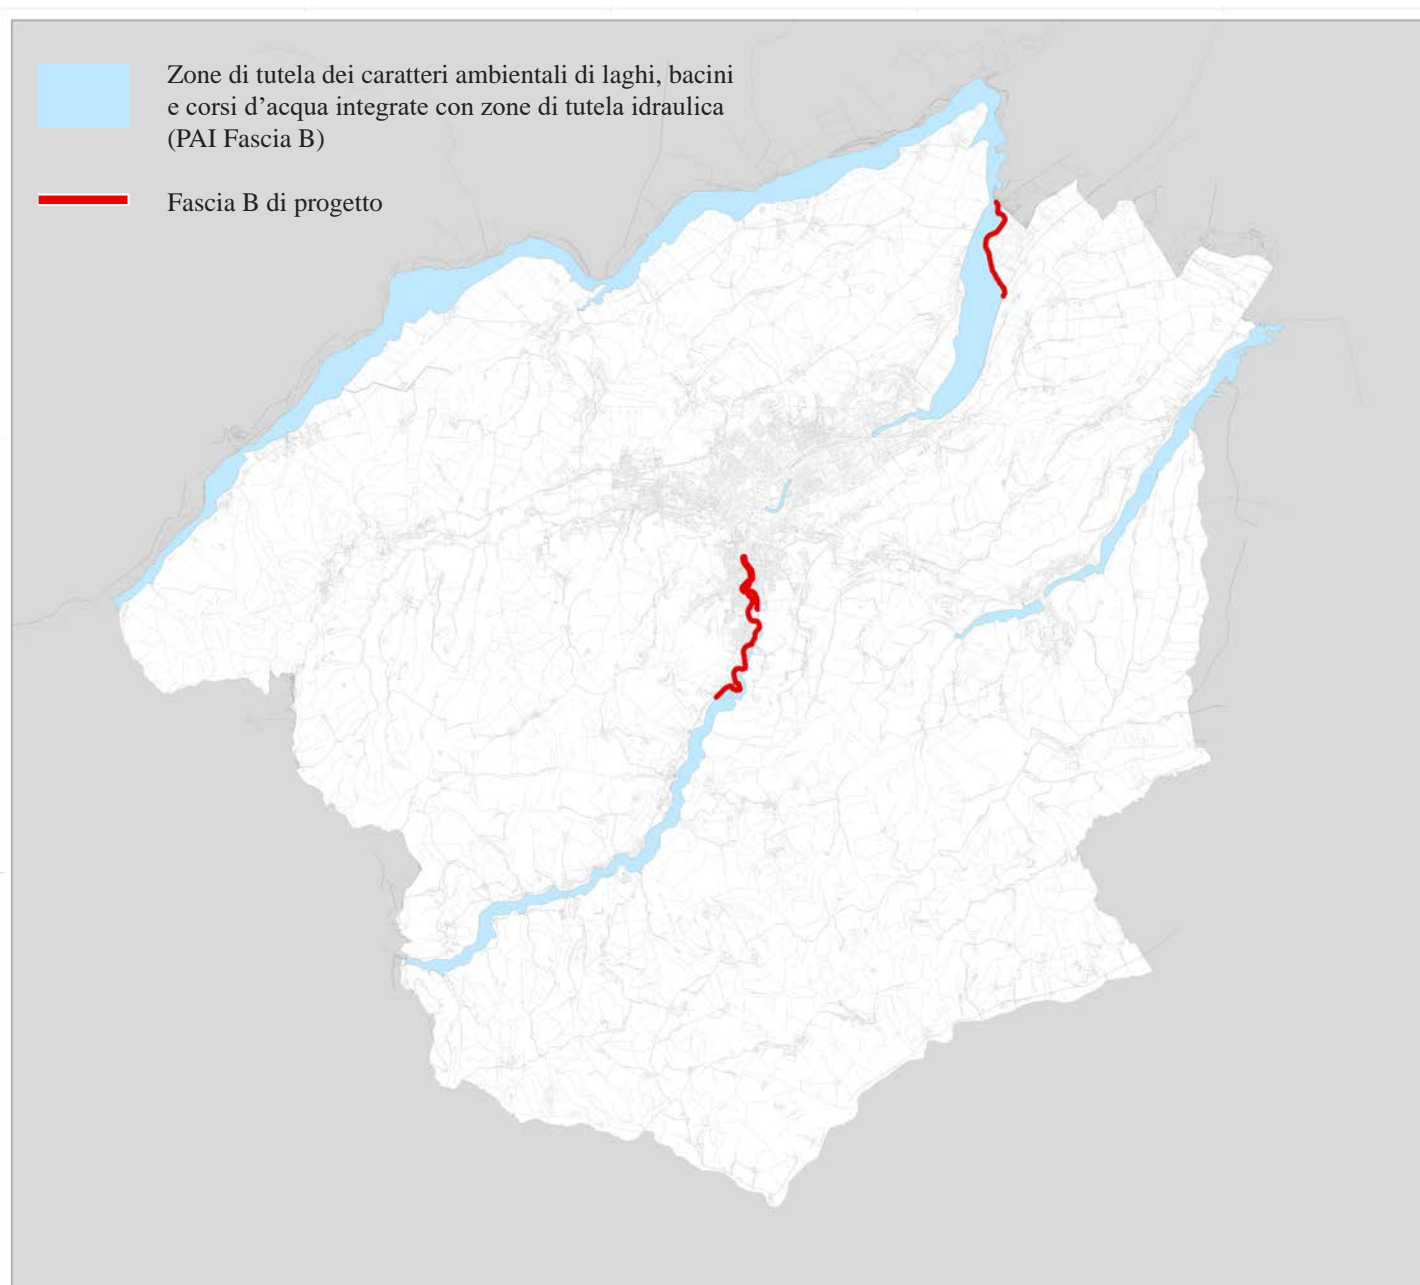 Zone di tutela dei caratteri ambientali di laghi, bacini
e corsi d’acqua integrate con zone di tutela idraulica
(PAI Fascia B)
Fascia B di progetto